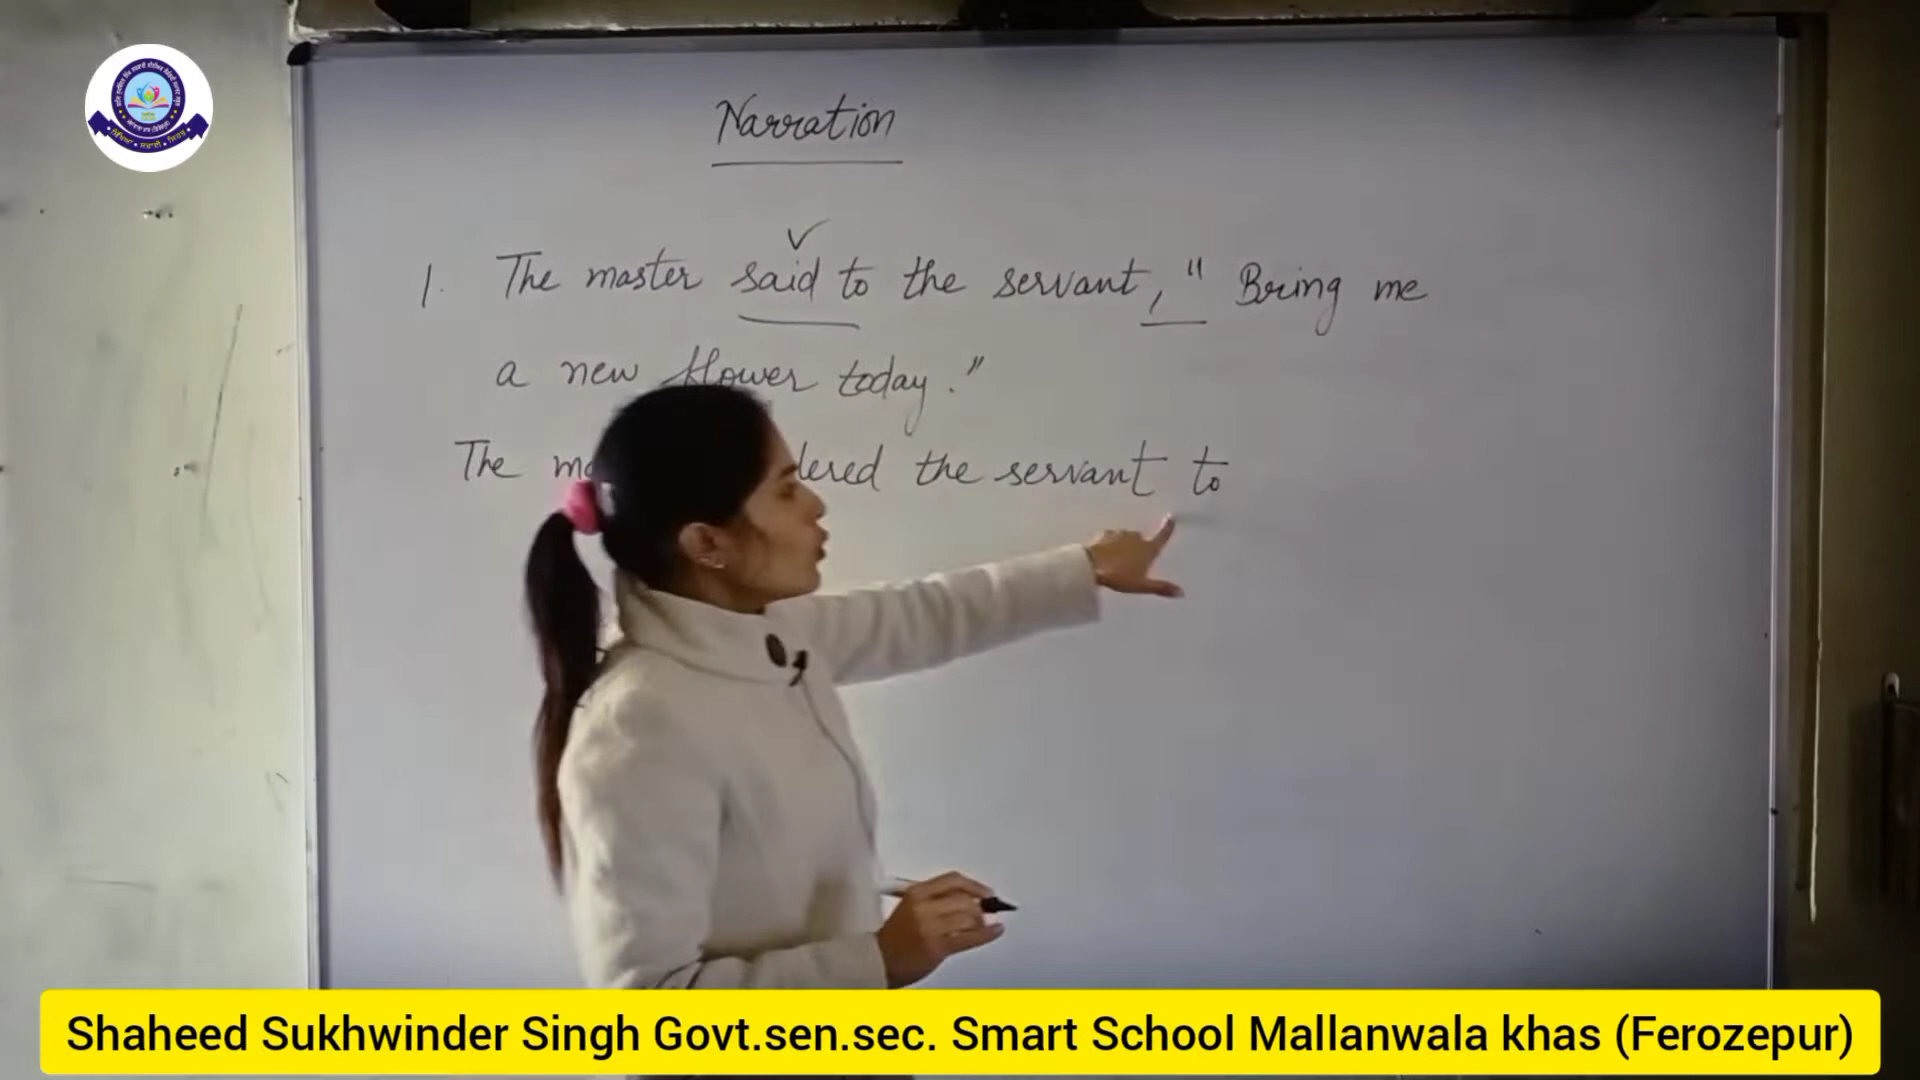 Narration
1. The master said to the servant, " Bring me
a new flower today."
The the servant to
Shaheed Sukhwinder Singh Govt.sen.sec. Smart School Mallanwala khas (Ferozepur)